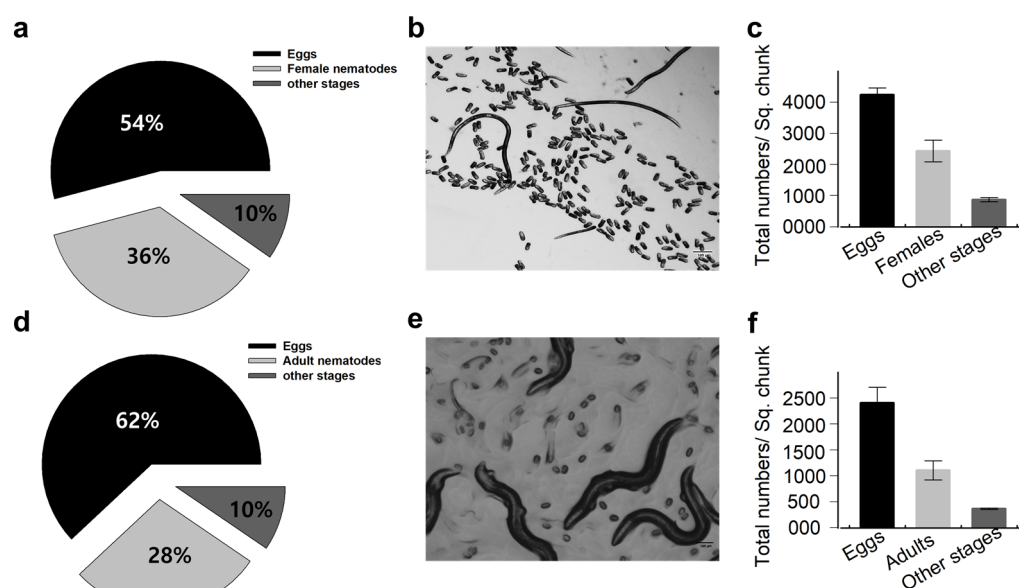 a
Eggs
Female nematodes
other stages
54%
10%
36%
b
c
Total numbers/ Sq. chunk
4000
3000
2000
1000
0000
Eggs
Females
Other stages
d
Eggs
Adult nematodes
other stages
62%
10%
28%
e
f
Total numbers/ Sq. chunk
2500
2000
1000
500
000
Eggs
Adults
Other stages